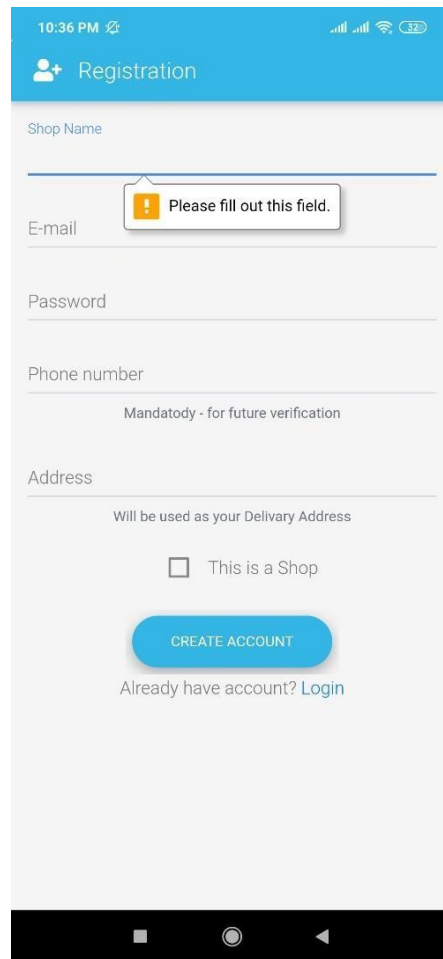 10:36 PM 32
Registration
Shop Name
! Please fill out this field.
E-mail
Password
Phone number
Mandatody - for future verification
Address
Will be used as your Delivary Address
This is a Shop
CREATE ACCOUNT
Already have account? Login